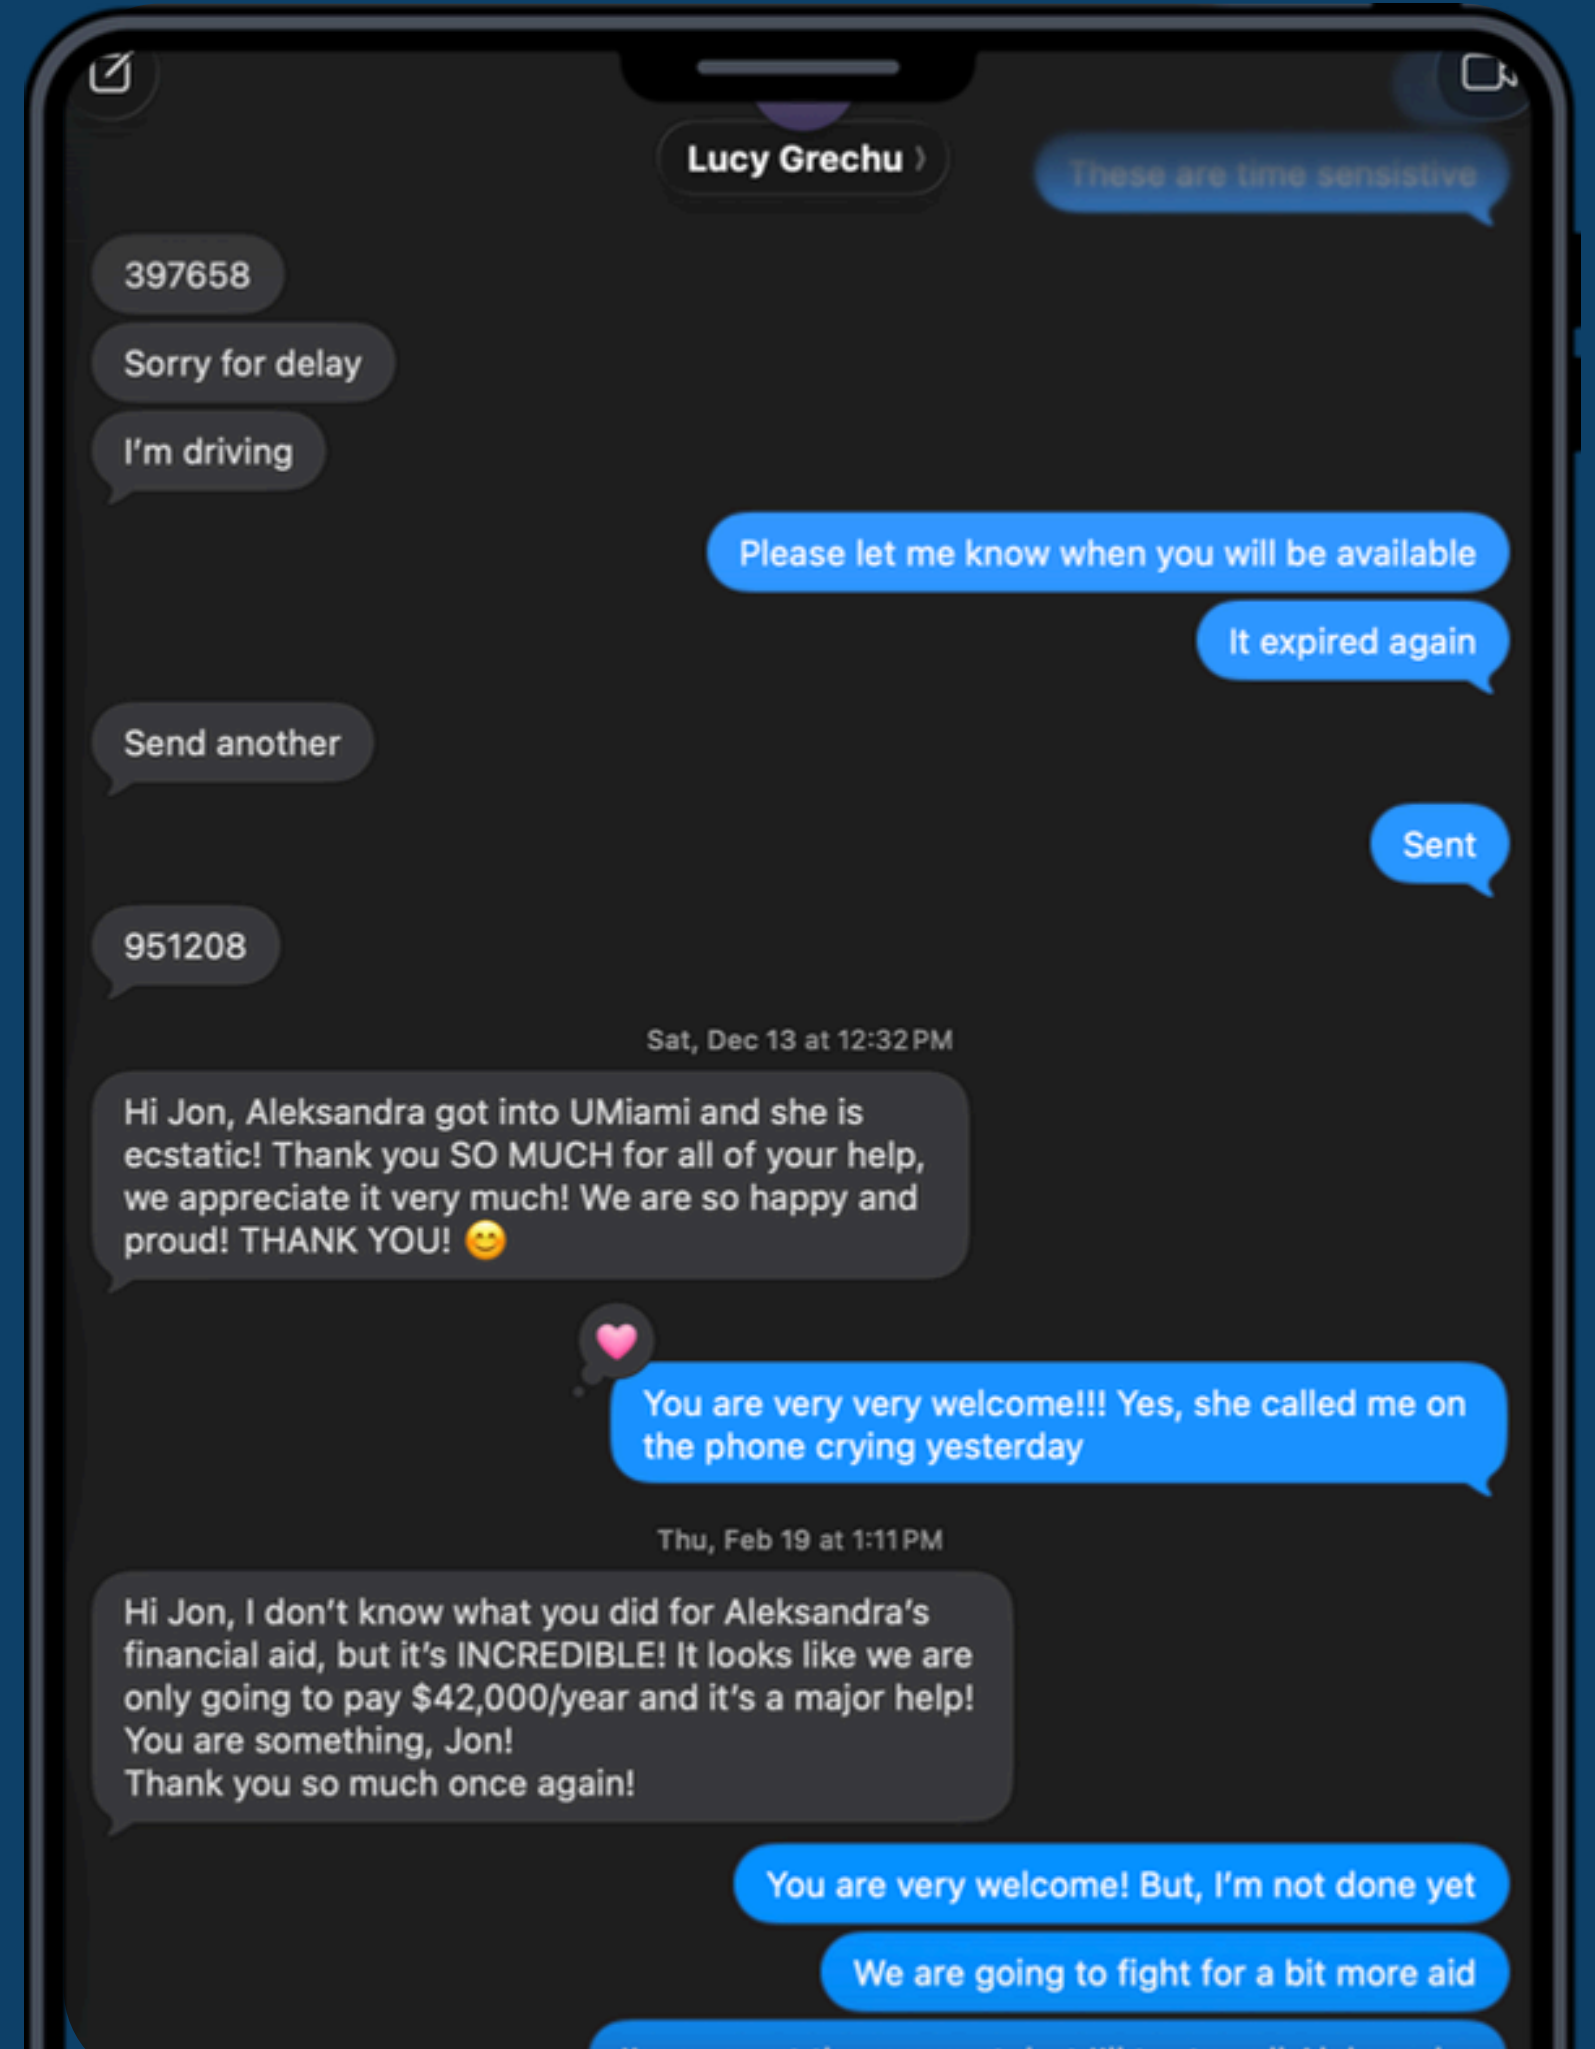 Lucy Grechu
These are time sensistive
397658
Sorry for delay
I'm driving
Please let me know when you will be available
It expired again
Send another
Sent
951208
Sat, Dec 13 at 12:32 PM
Hi Jon, Aleksandra got into UMiami and she is
ecstatic! Thank you SO MUCH for all of your help,
we appreciate it very much! We are so happy and
proud! THANK YOU! 😊
You are very very welcome!!! Yes, she called me on
the phone crying yesterday
Thu, Feb 19 at 1:11 PM
Hi Jon, I don't know what you did for Aleksandra's
financial aid, but it's INCREDIBLE! It looks like we are
only going to pay $42,000/year and it's a major help!
You are something, Jon!
Thank you so much once again!
You are very welcome! But, I'm not done yet
We are going to fight for a bit more aid